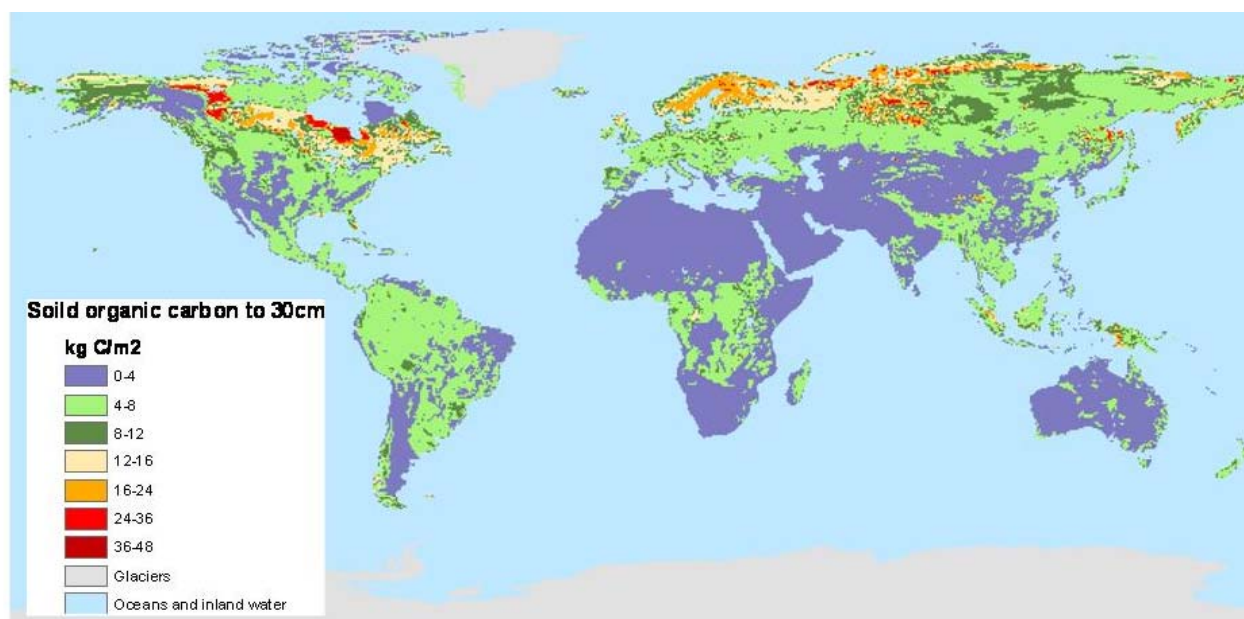 Soild organic carbon to 30cm
kg C/m2
0-4
4-8
8-12
12-16
16-24
24-36
36-48
Glaciers
Oceans and inland water